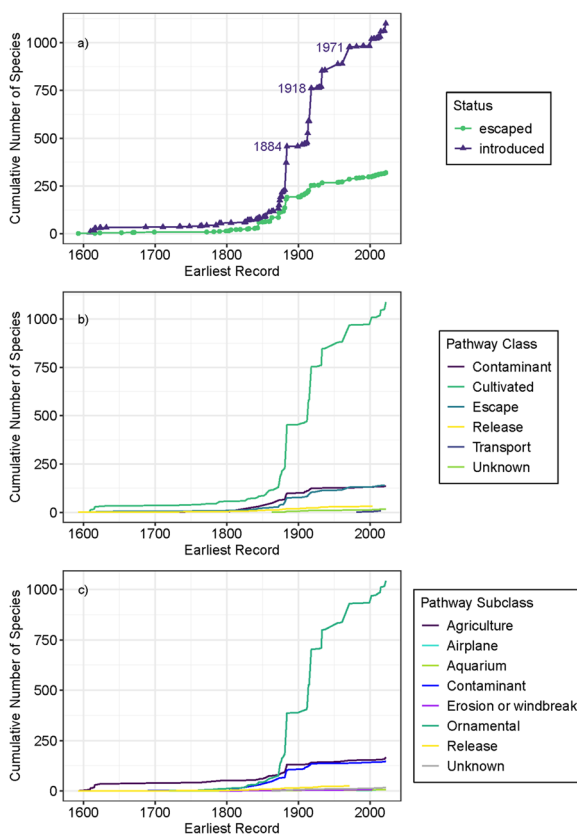 a)
1971
1918
1884
1000
750
500
250
0
Cumulative Number of Species
1600
1700
1800
1900
2000
Earliest Record
Status
escaped
introduced
b)
1000
750
500
250
0
Cumulative Number of Species
1600
1700
1800
1900
2000
Earliest Record
Pathway Class
Contaminant
Cultivated
Escape
Release
Transport
Unknown
c)
1000
750
500
250
0
Cumulative Number of Species
1600
1700
1800
1900
2000
Earliest Record
Pathway Subclass
Agriculture
Airplane
Aquarium
Contaminant
Erosion or windbreak
Ornamental
Release
Unknown